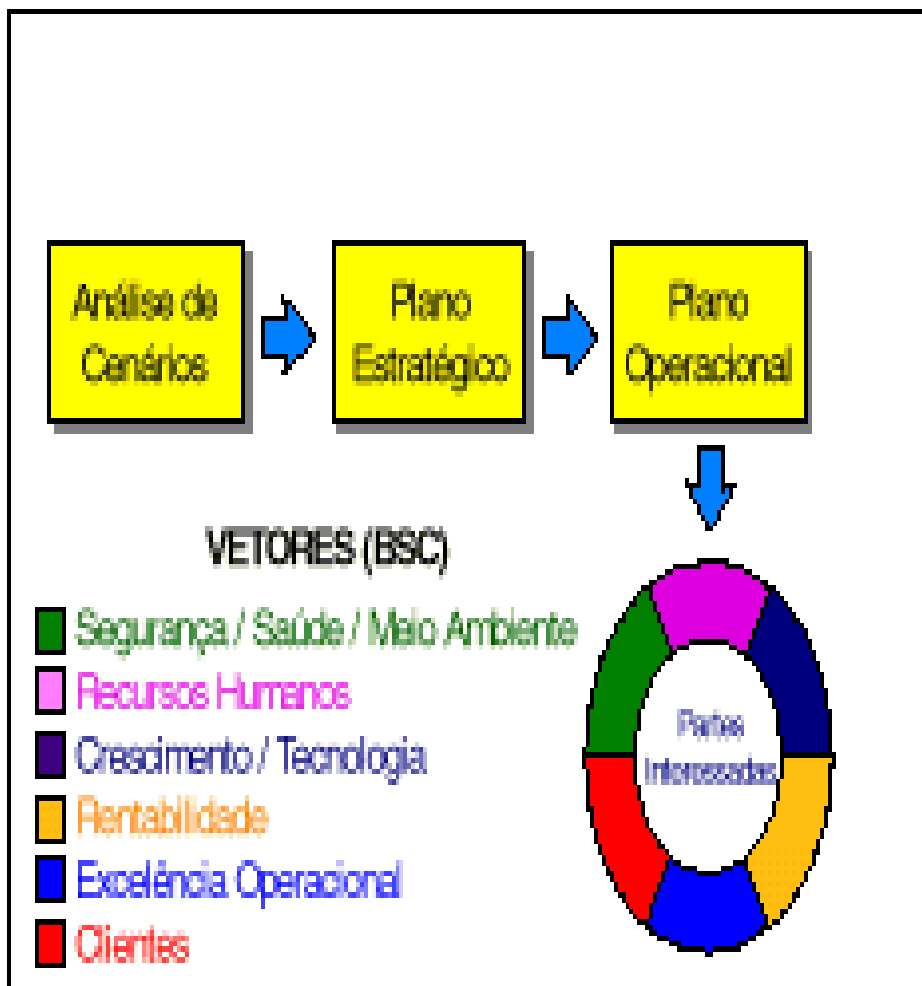 Análise de
Cenários
Plano
Estratégico
Plano
Operacional
VETORES (BSC)
Segurança / Saúde / Meio Ambiente
Recursos Humanos
Crescimento / Tecnologia
Rentabilidade
Excelência Operacional
Clientes
Partes
Interessadas